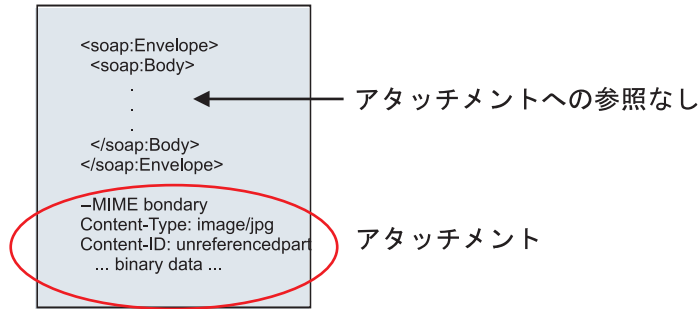 <soap:Envelope>
<soap:Body>
.
.
.
アタッチメントへの参照なし
</soap:Body>
</soap:Envelope>
–MIME bondary
Content-Type: image/jpg
Content-ID: unreferencedpart
... binary data ...
アタッチメント